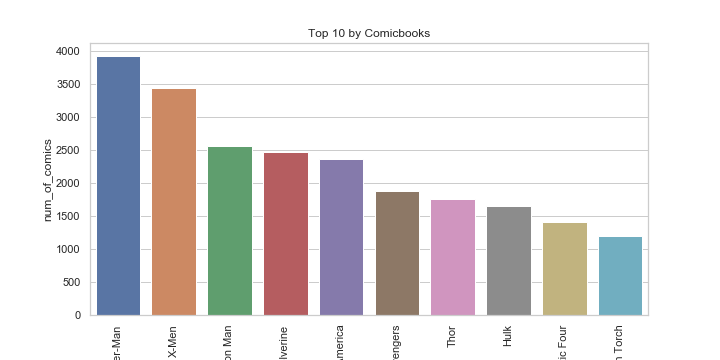 Top 10 by Comicbooks
num_of_comics
4000
3500
3000
2500
2000
1500
1000
500
0
er-Man
X-Men
on Man
lverine
merica
engers
Thor
Hulk
ic Four
n Torch